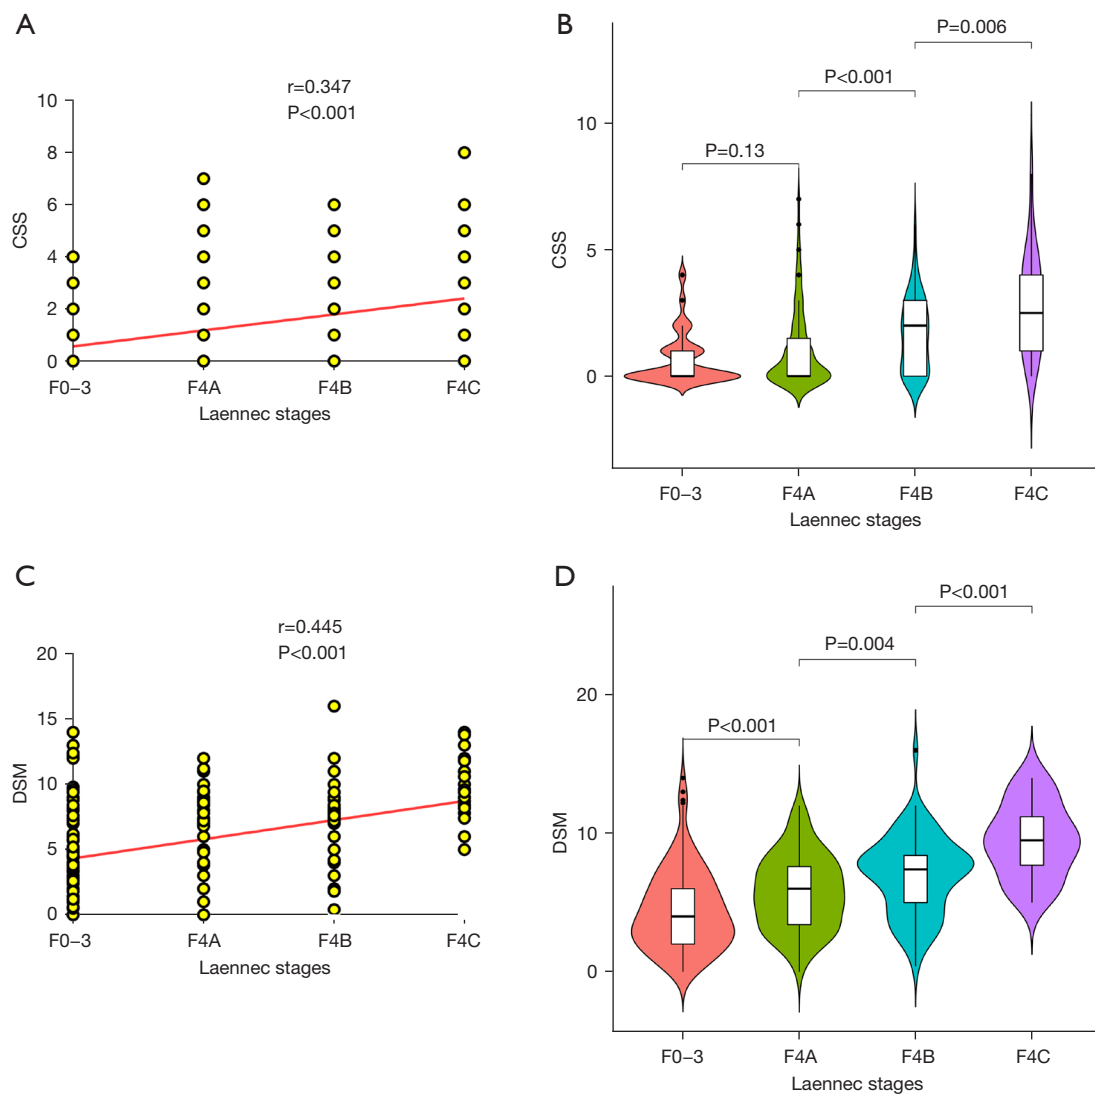 A
r=0.347
P<0.001
10
8
6
4
2
0
CSS
F0–3 F4A F4B F4C
Laennec stages
B
P=0.006
P<0.001
P=0.13
10
5
0
CSS
F0–3 F4A F4B F4C
Laennec stages
C
r=0.445
P<0.001
20
15
10
5
0
DSM
F0–3 F4A F4B F4C
Laennec stages
D
P<0.001
P=0.004
P<0.001
20
10
0
DSM
F0–3 F4A F4B F4C
Laennec stages